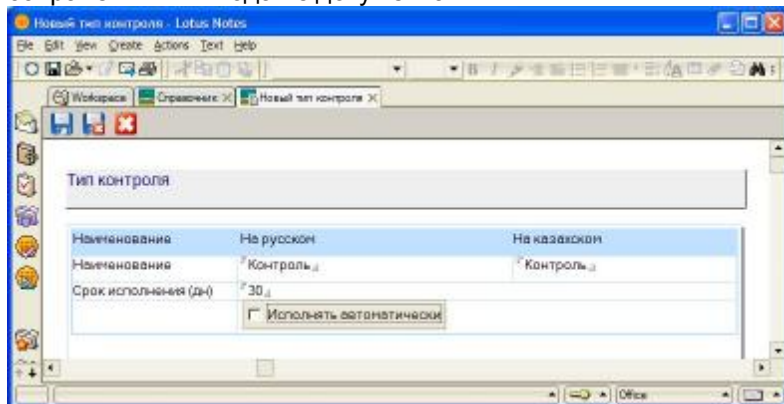 Новый тип контроля - Lotus Notes
File Edit View Create Actions Text Help
Workspace Справочник Новый тип контроля
Тип контроля
Наименование На русском На казахском
Наименование Контроль Контроль
Срок исполнения (дн) 30
Исполнять автоматически
Office